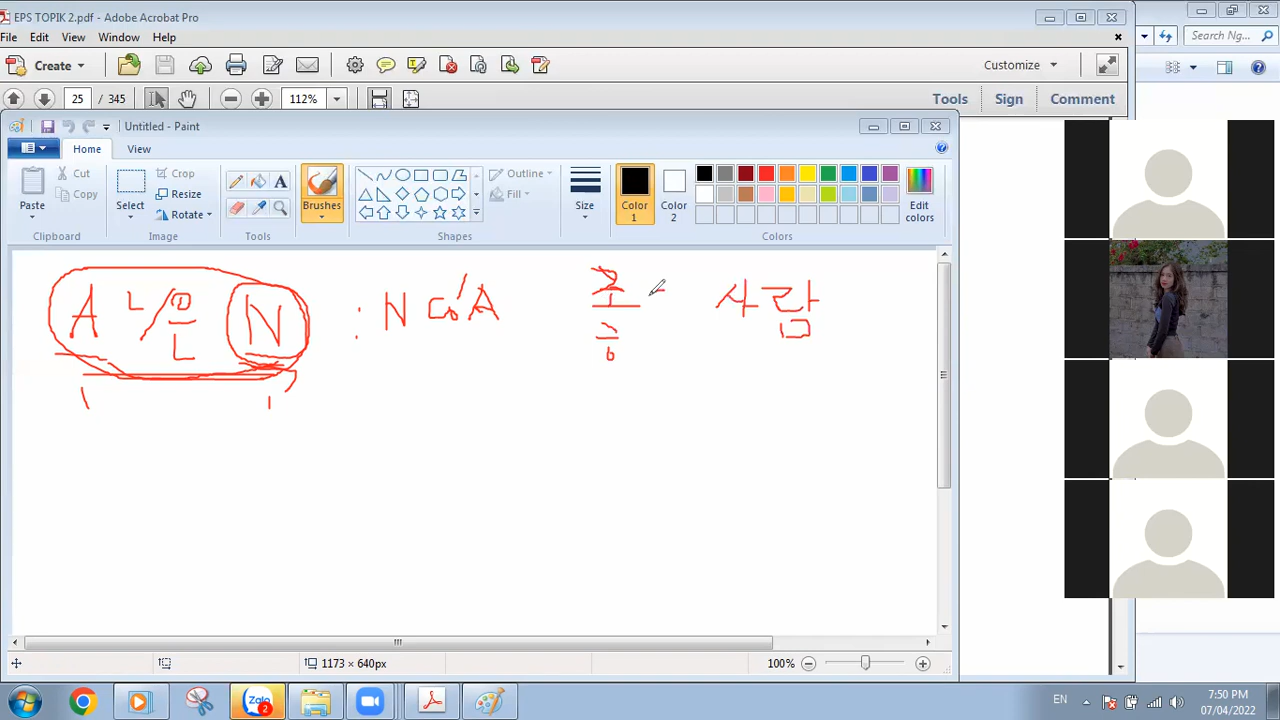 EPS TOPIK 2.pdf - Adobe Acrobat Pro
File Edit View Window Help
Create Customize
25 / 345 112% Tools Sign Comment
Search Ng...
Untitled - Paint
Home View
Paste Cut Copy Select Crop Resize Rotate Brushes Outline Fill Size Color 1 Color 2 Edit colors
Clipboard Image Tools Shapes Colors
A ㄴ/은 N : N có A 사람
ㄴ
1173 × 640px 100%
Zalo 2 EN 7:50 PM
07/04/2022